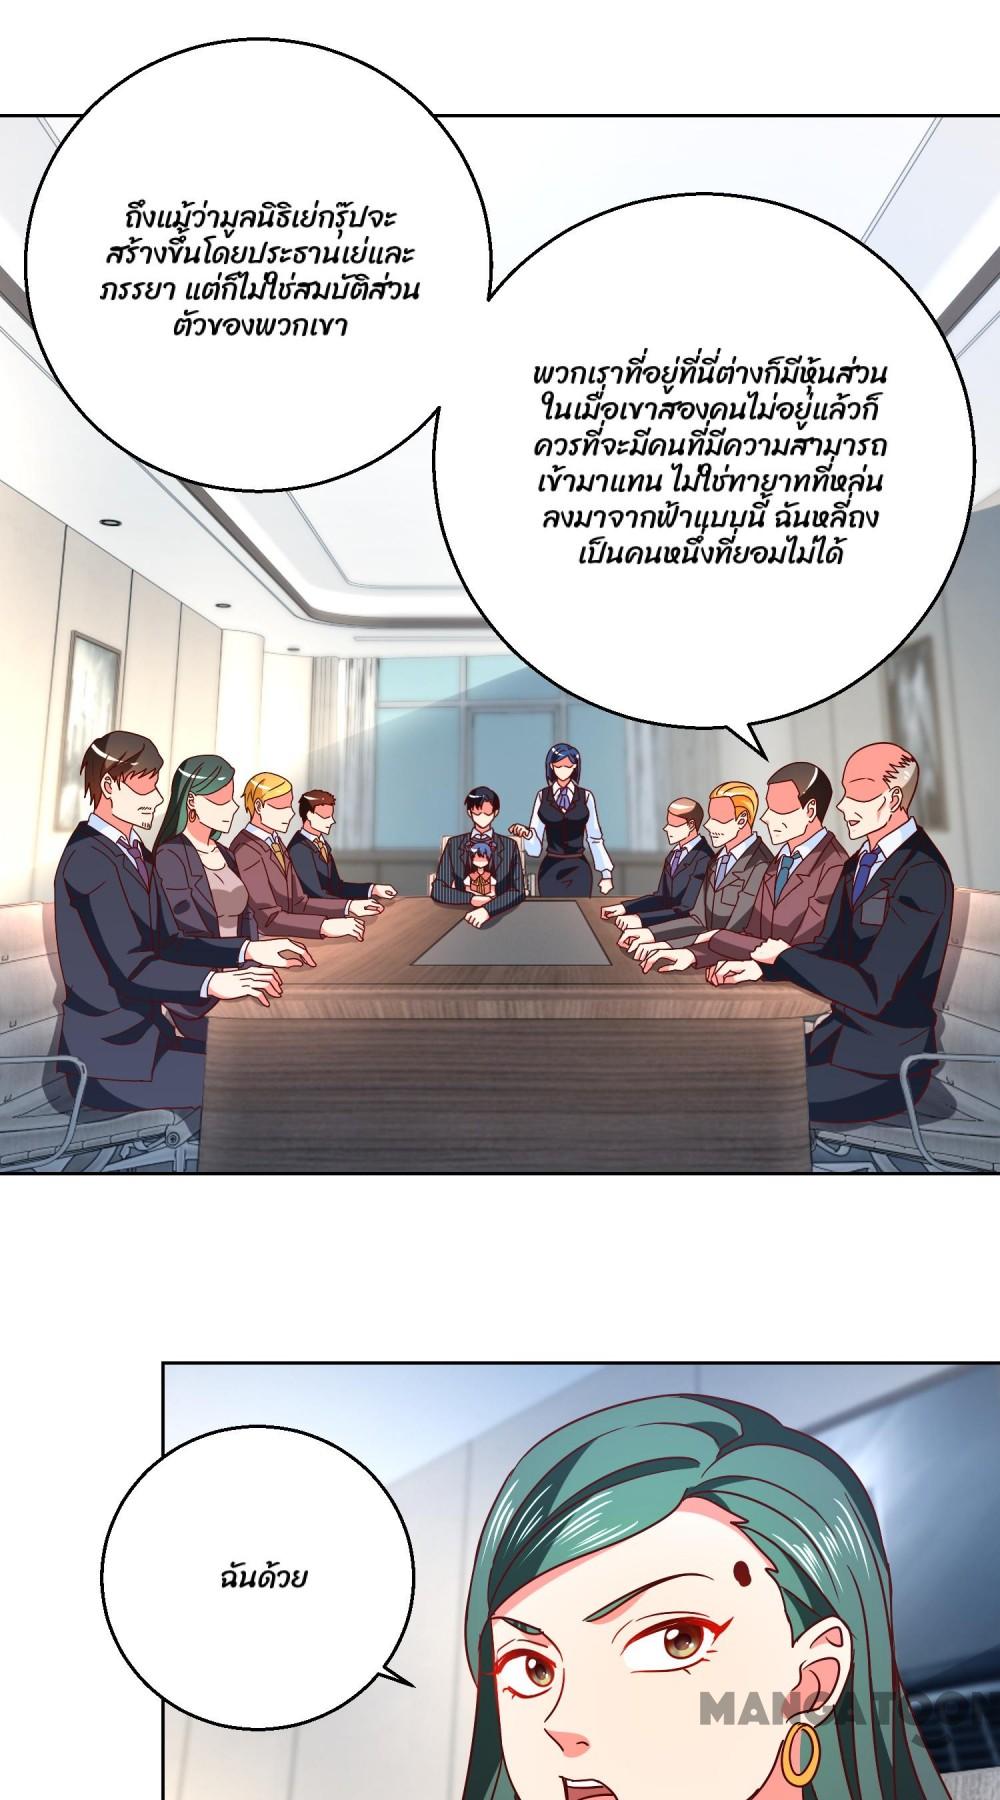 ถึงแม้ว่ามูลนิธิเย่กรุ๊ปจะ
สร้างขึ้นโดยประธานเย่และ
ภรรยา แต่ก็ไม่ใช่สมบัติส่วน
ตัวของพวกเขา
พวกเราที่อยู่ที่นี่ต่างก็มีหุ้นส่วน
ในเมื่อเขาสองคนไม่อยู่แล้วก็
ควรที่จะมีคนที่มีความสามารถ
เข้ามาแทน ไม่ใช่ทายาทที่หล่น
ลงมาจากฟ้าแบบนี้ ฉันหลี่ถง
เป็นคนหนึ่งที่ยอมไม่ได้
ฉันด้วย
MANGATOON